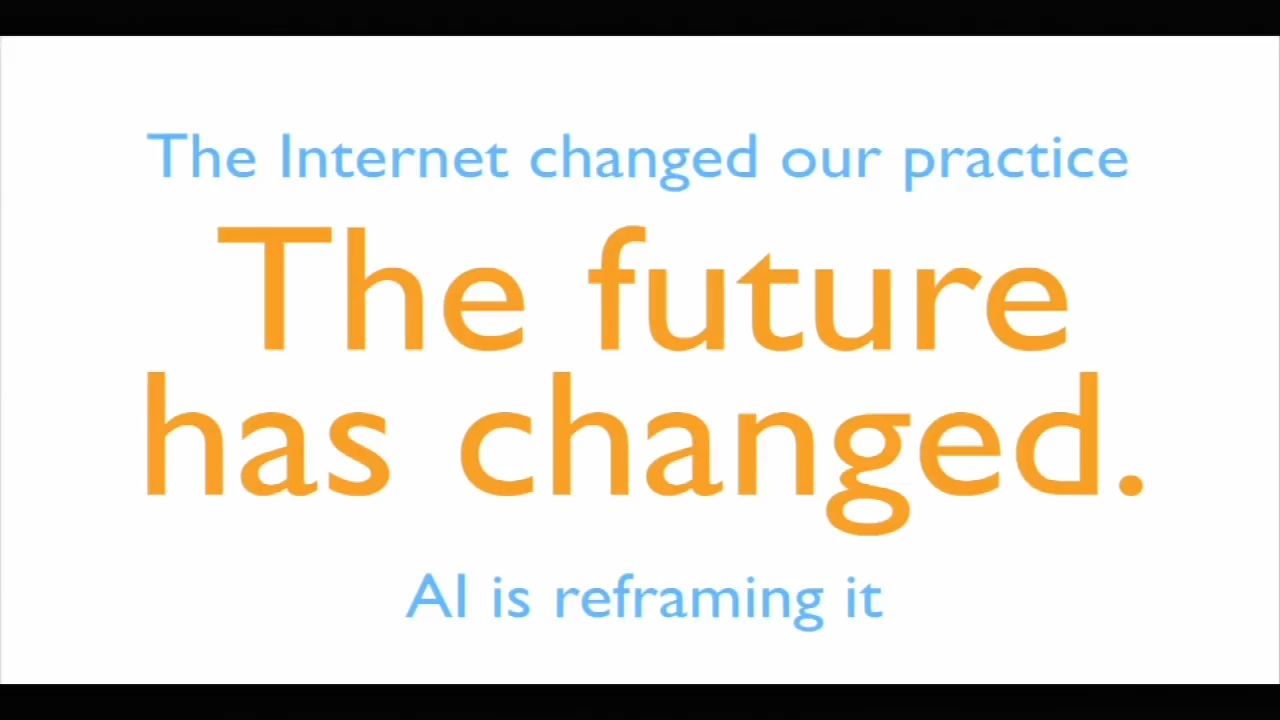 The Internet changed our practice
The future
has changed.
AI is reframing it